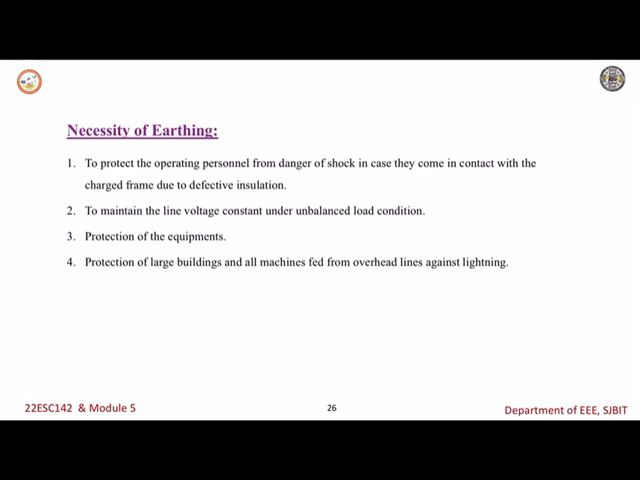 Necessity of Earthing:
1. To protect the operating personnel from danger of shock in case they come in contact with the
charged frame due to defective insulation.
2. To maintain the line voltage constant under unbalanced load condition.
3. Protection of the equipments.
4. Protection of large buildings and all machines fed from overhead lines against lightning.
22ESC142 & Module 5
26
Department of EEE, SJBIT